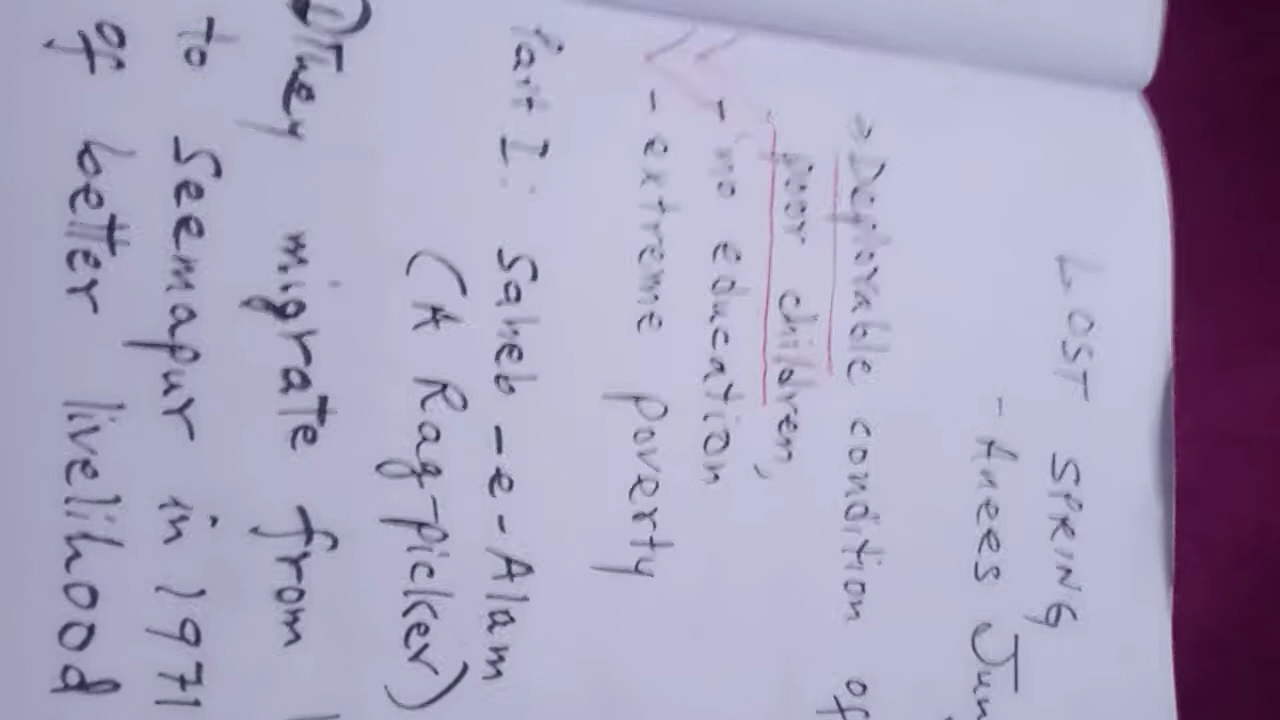 LOST SPRING
- Anees Jun
→ Deplorable condition of
poor children,
- no education
- extreme poverty
Part I: Saheb-e-Alam
(A Rag-picker)
① They migrate from
to Seemapur in 1971
of better livelihood